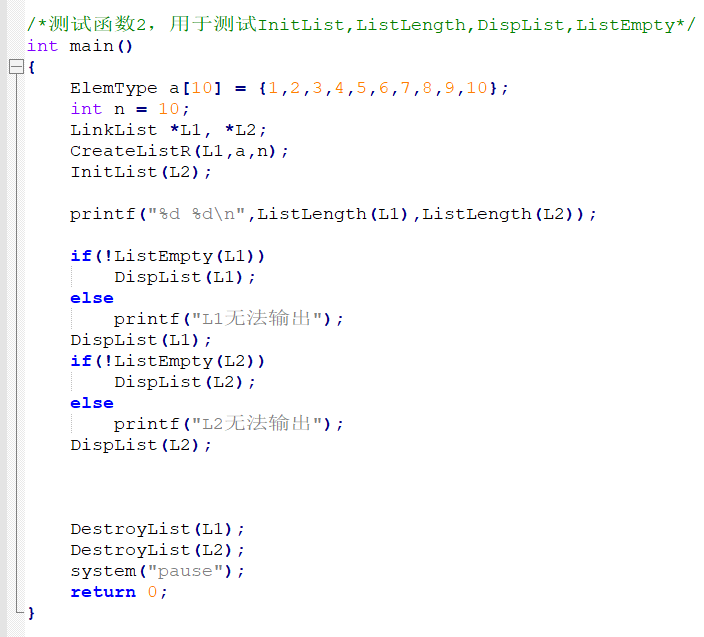 /*测试函数2，用于测试InitList,ListLength,DispList,ListEmpty*/
int main()
{
    ElemType a[10] = {1,2,3,4,5,6,7,8,9,10};
    int n = 10;
    LinkList *L1, *L2;
    CreateListR(L1,a,n);
    InitList(L2);
    printf("%d %d\n",ListLength(L1),ListLength(L2));
    if(!ListEmpty(L1))
        DispList(L1);
    else
        printf("L1无法输出");
    DispList(L1);
    if(!ListEmpty(L2))
        DispList(L2);
    else
        printf("L2无法输出");
    DispList(L2);
    DestroyList(L1);
    DestroyList(L2);
    system("pause");
    return 0;
}